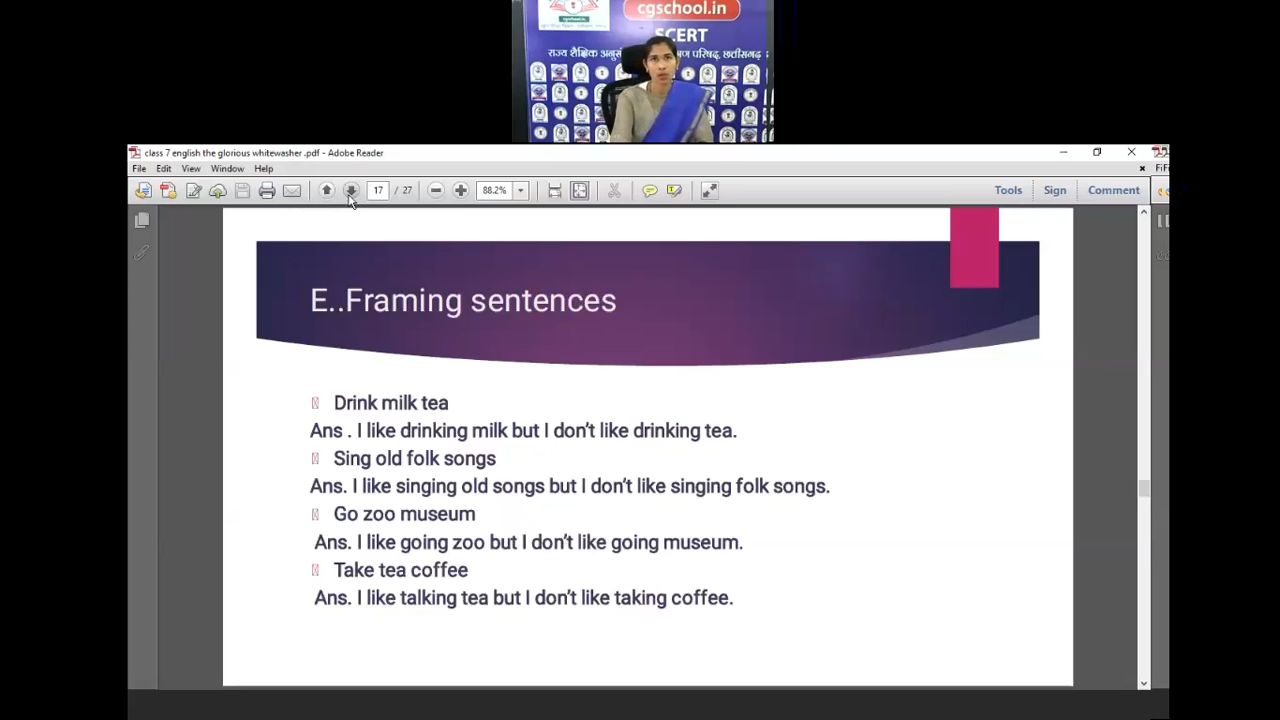 cgschool.in
SCERT
राज्य शैक्षिक परिषद, छत्तीसगढ़
class 7 english the glorious whitewasher .pdf - Adobe Reader
File Edit View Window Help
17 / 27 88.2% Tools Sign Comment
E..Framing sentences
Drink milk tea
Ans . I like drinking milk but I don't like drinking tea.
Sing old folk songs
Ans. I like singing old songs but I don't like singing folk songs.
Go zoo museum
Ans. I like going zoo but I don't like going museum.
Take tea coffee
Ans. I like talking tea but I don't like taking coffee.